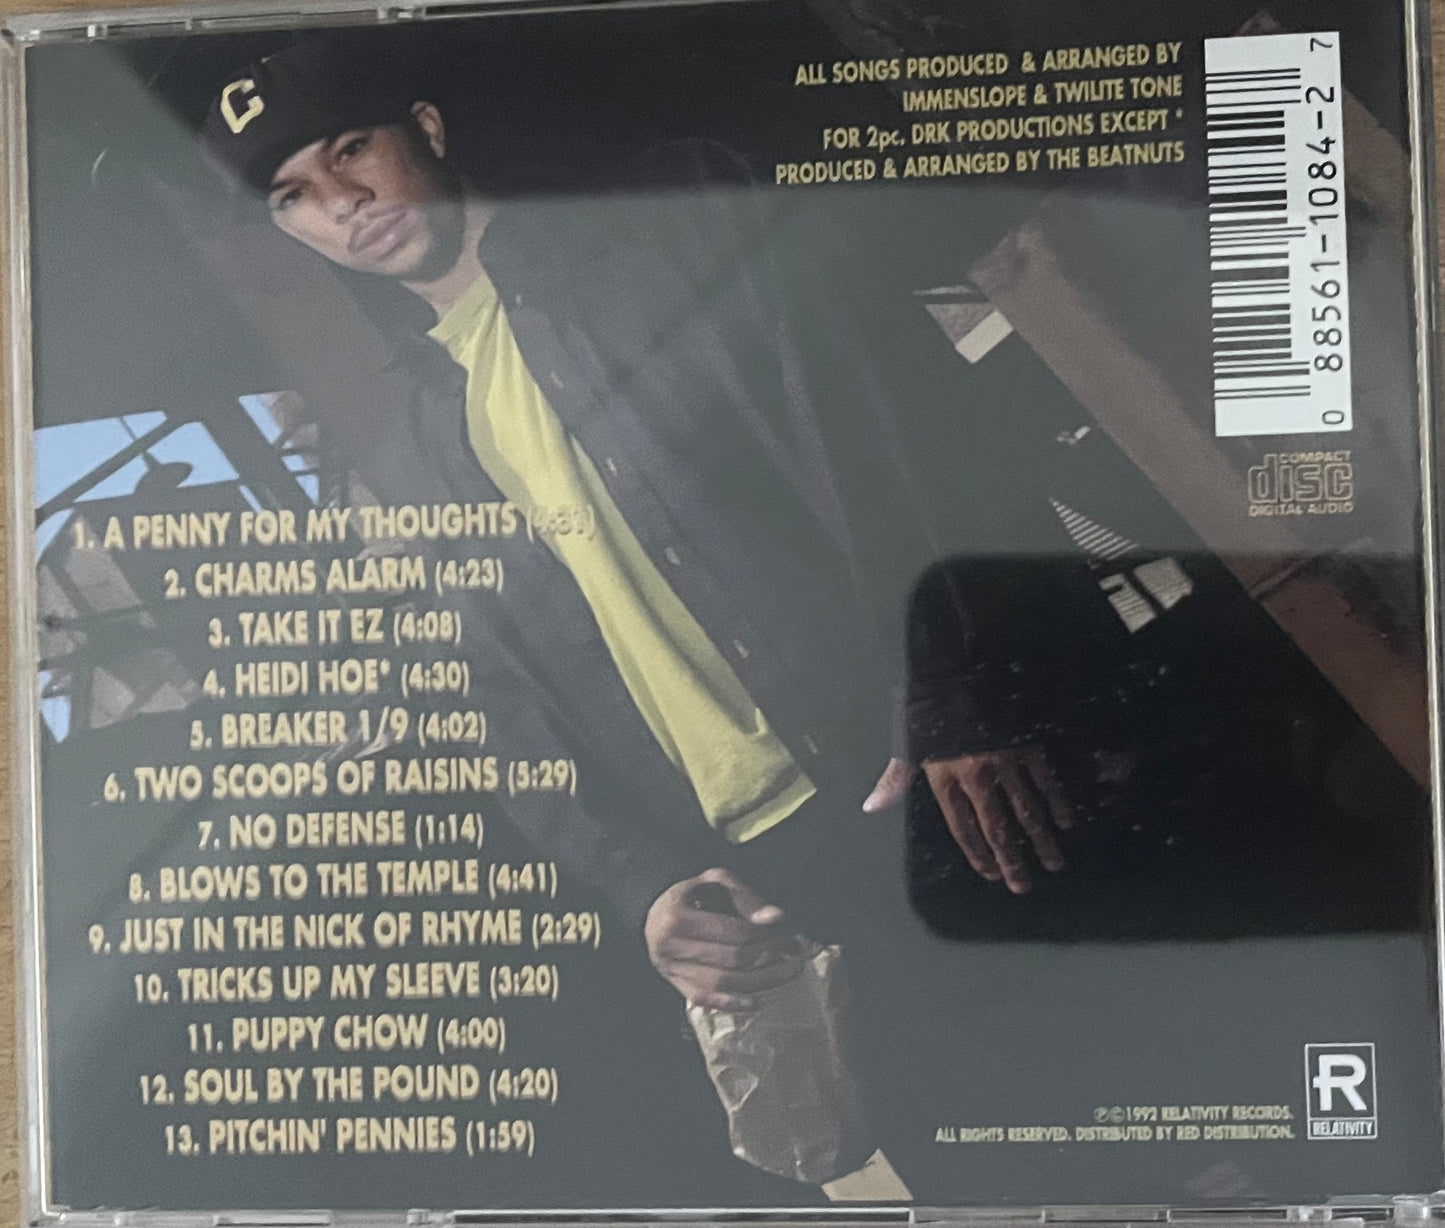 C
ALL SONGS PRODUCED & ARRANGED BY
IMMENSLOPE & TWILITE TONE
FOR 2pc. DRK PRODUCTIONS EXCEPT *
PRODUCED & ARRANGED BY THE BEATNUTS
0 88561-1084-2 7
COMPACT
disc
DIGITAL AUDIO
1. A PENNY FOR MY THOUGHTS
2. CHARMS ALARM (4:23)
3. TAKE IT EZ (4:08)
4. HEIDI HOE* (4:30)
5. BREAKER 1/9 (4:02)
6. TWO SCOOPS OF RAISINS (5:29)
7. NO DEFENSE (1:14)
8. BLOWS TO THE TEMPLE (4:41)
9. JUST IN THE NICK OF RHYME (2:29)
10. TRICKS UP MY SLEEVE (3:20)
11. PUPPY CHOW (4:00)
12. SOUL BY THE POUND (4:20)
13. PITCHIN' PENNIES (1:59)
℗©1992 RELATIVITY RECORDS.
ALL RIGHTS RESERVED. DISTRIBUTED BY RED DISTRIBUTION.
R
RELATIVITY